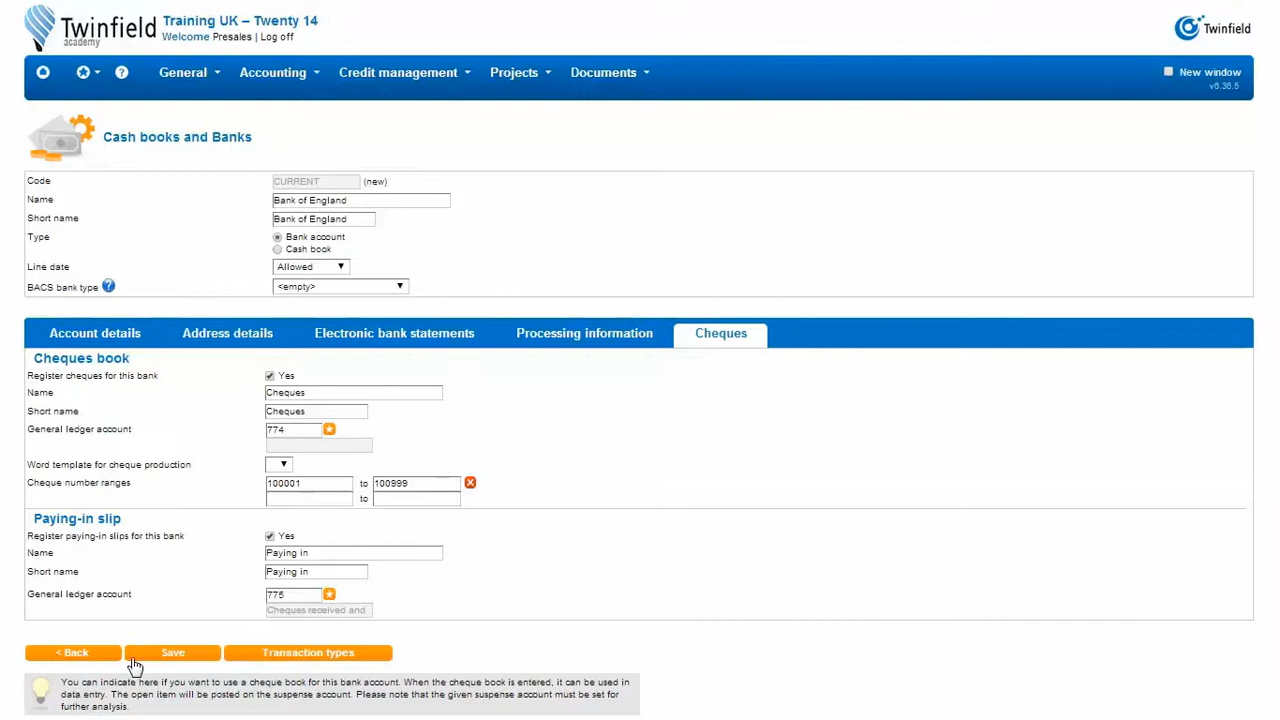 Twinfield
academy
Training UK – Twenty 14
Welcome Presales | Log off
Twinfield
General
Accounting
Credit management
Projects
Documents
New window
v6.36.5
Cash books and Banks
Code CURRENT (new)
Name Bank of England
Short name Bank of England
Type Bank account
Cash book
Line date Allowed
BACS bank type ? <empty>
Account details
Address details
Electronic bank statements
Processing information
Cheques
Cheques book
Register cheques for this bank Yes
Name Cheques
Short name Cheques
General ledger account 774
Word template for cheque production
Cheque number ranges 100001 to 100999
to
Paying-in slip
Register paying-in slips for this bank Yes
Name Paying in
Short name Paying in
General ledger account 775
Cheques received and
< Back
Save
Transaction types
You can indicate here if you want to use a cheque book for this bank account. When the cheque book is entered, it can be used in
data entry. The open item will be posted on the suspense account. Please note that the given suspense account must be set for
further analysis.